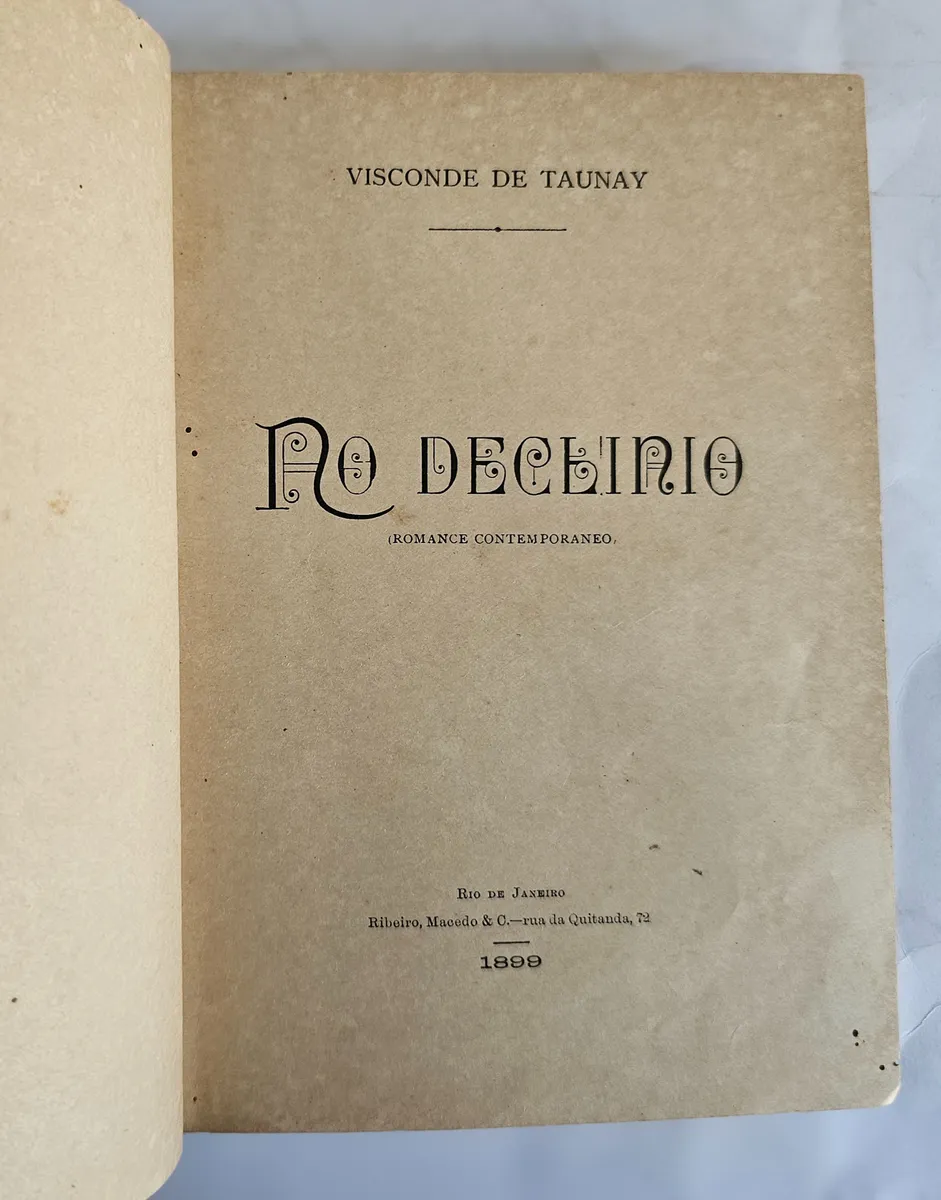 VISCONDE DE TAUNAY
NO DECLINIO
(ROMANCE CONTEMPORANEO)
RIO DE JANEIRO
Ribeiro, Macedo & C.—rua da Quitanda, 72
1899